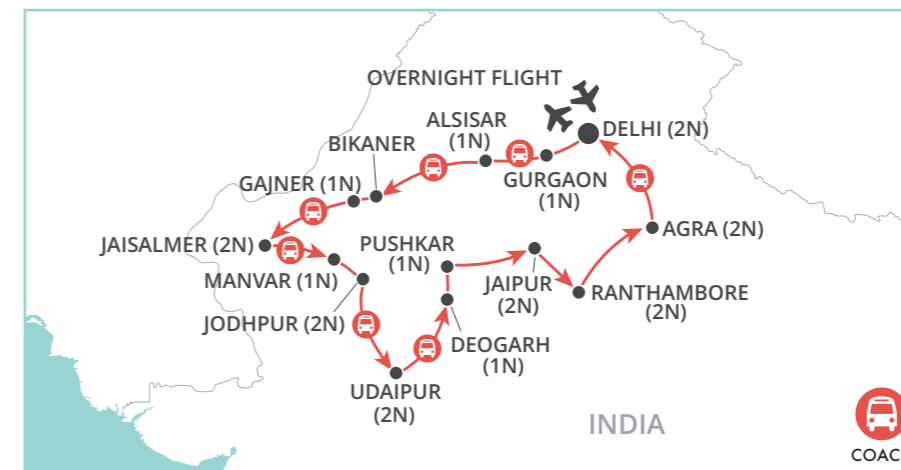 OVERNIGHT FLIGHT
DELHI (2N)
ALSISAR
(1N)
BIKANER
GURGAON
(1N)
GAJNER (1N)
JAISALMER (2N)
MANVAR (1N)
PUSHKAR
(1N)
AGRA (2N)
JAIPUR
(2N)
RANTHAMBORE
(2N)
JODHPUR (2N)
DEOGARH
(1N)
UDAIPUR
(2N)
INDIA
COAC